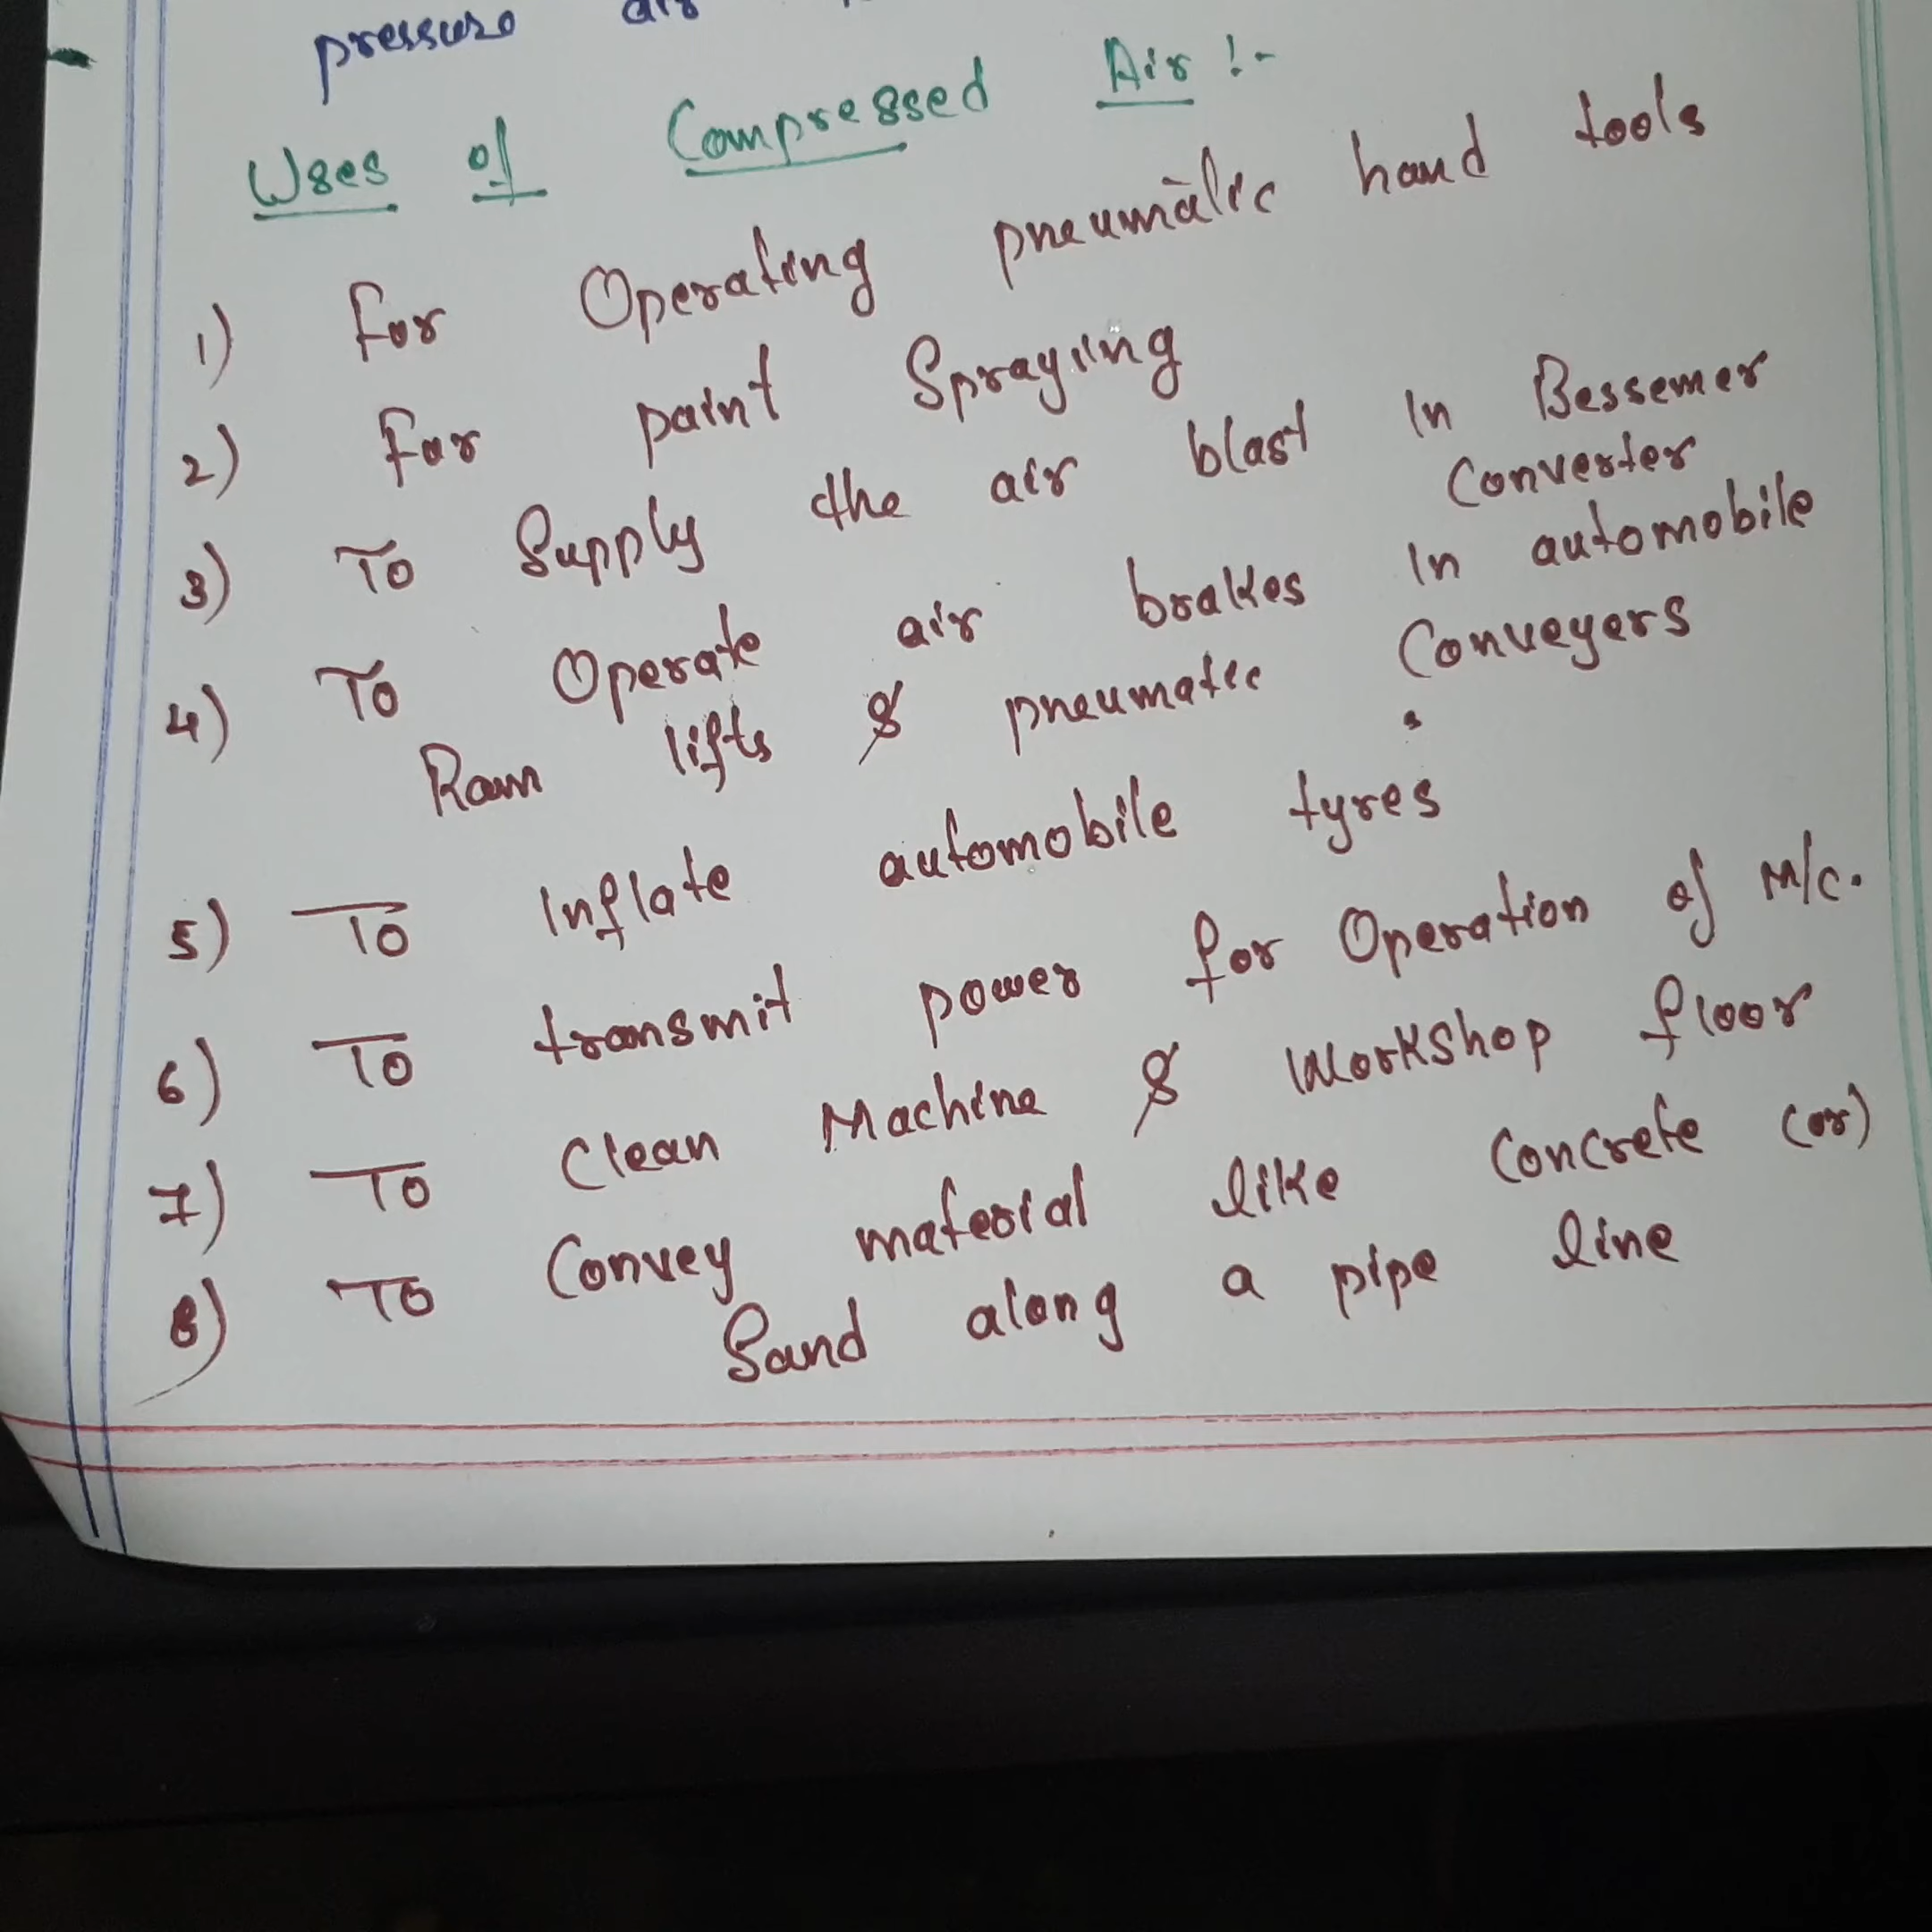 pressure air
Uses of Compressed Air :-
1) For Operating pneumatic hand tools
2) For paint Spraying
3) To Supply the air blast In Bessemer
Converter
4) To Operate air brakes In automobile
Ram lifts & pneumatic Conveyers
5) To Inflate automobile tyres
6) To transmit power for Operation of M/c.
7) To Clean Machine & Workshop floor
8) To Convey material like Concrete (or)
Sand along a pipe line